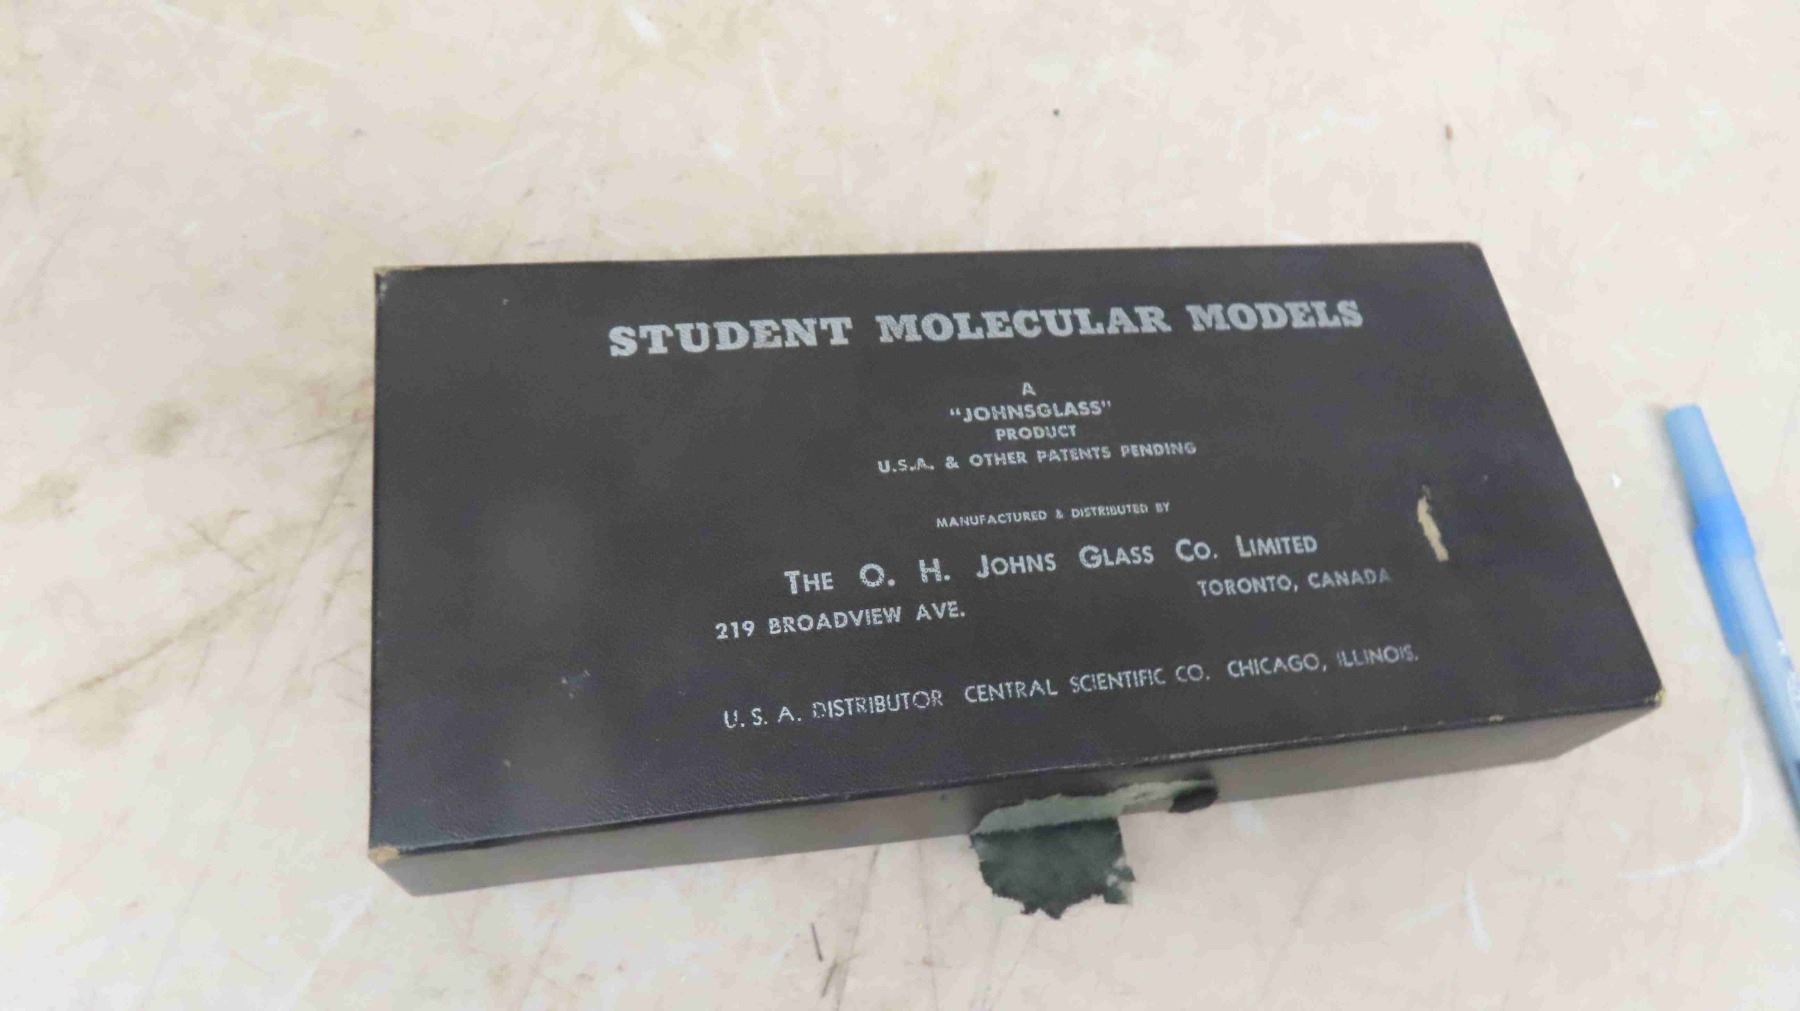 STUDENT MOLECULAR MODELS
A
"JOHNSGLASS"
PRODUCT
U.S.A. & OTHER PATENTS PENDING
MANUFACTURED & DISTRIBUTED BY
THE O. H. JOHNS GLASS CO. LIMITED
219 BROADVIEW AVE. TORONTO, CANADA
U. S. A. DISTRIBUTOR CENTRAL SCIENTIFIC CO. CHICAGO, ILLINOIS.